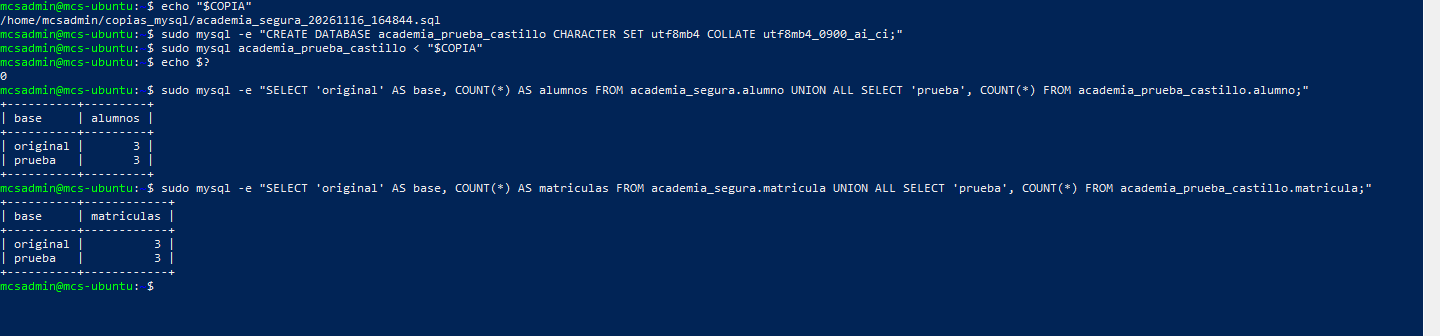 mcsadmin@mcs-ubuntu: $ echo "$COPIA"
/home/mcsadmin/copias_mysql/academia_segura_20261116_164844.sql
mcsadmin@mcs-ubuntu: $ sudo mysql -e "CREATE DATABASE academia_prueba_castillo CHARACTER SET utf8mb4 COLLATE utf8mb4_0900_ai_ci;"
mcsadmin@mcs-ubuntu: $ sudo mysql academia_prueba_castillo < "$COPIA"
mcsadmin@mcs-ubuntu: $ echo $?
0
mcsadmin@mcs-ubuntu: $ sudo mysql -e "SELECT 'original' AS base, COUNT(*) AS alumnos FROM academia_segura.alumno UNION ALL SELECT 'prueba', COUNT(*) FROM academia_prueba_castillo.alumno;"
+----------+---------+
| base     | alumnos |
+----------+---------+
| original |       3 |
| prueba   |       3 |
+----------+---------+
mcsadmin@mcs-ubuntu: $ sudo mysql -e "SELECT 'original' AS base, COUNT(*) AS matriculas FROM academia_segura.matricula UNION ALL SELECT 'prueba', COUNT(*) FROM academia_prueba_castillo.matricula;"
+----------+------------+
| base     | matriculas |
+----------+------------+
| original |          3 |
| prueba   |          3 |
+----------+------------+
mcsadmin@mcs-ubuntu: $